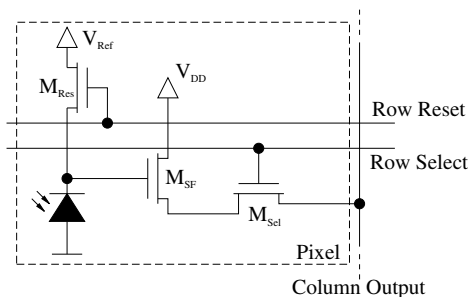 V_Ref
M_Res
V_DD
Row Reset
Row Select
M_SF
M_Sel
Pixel
Column Output